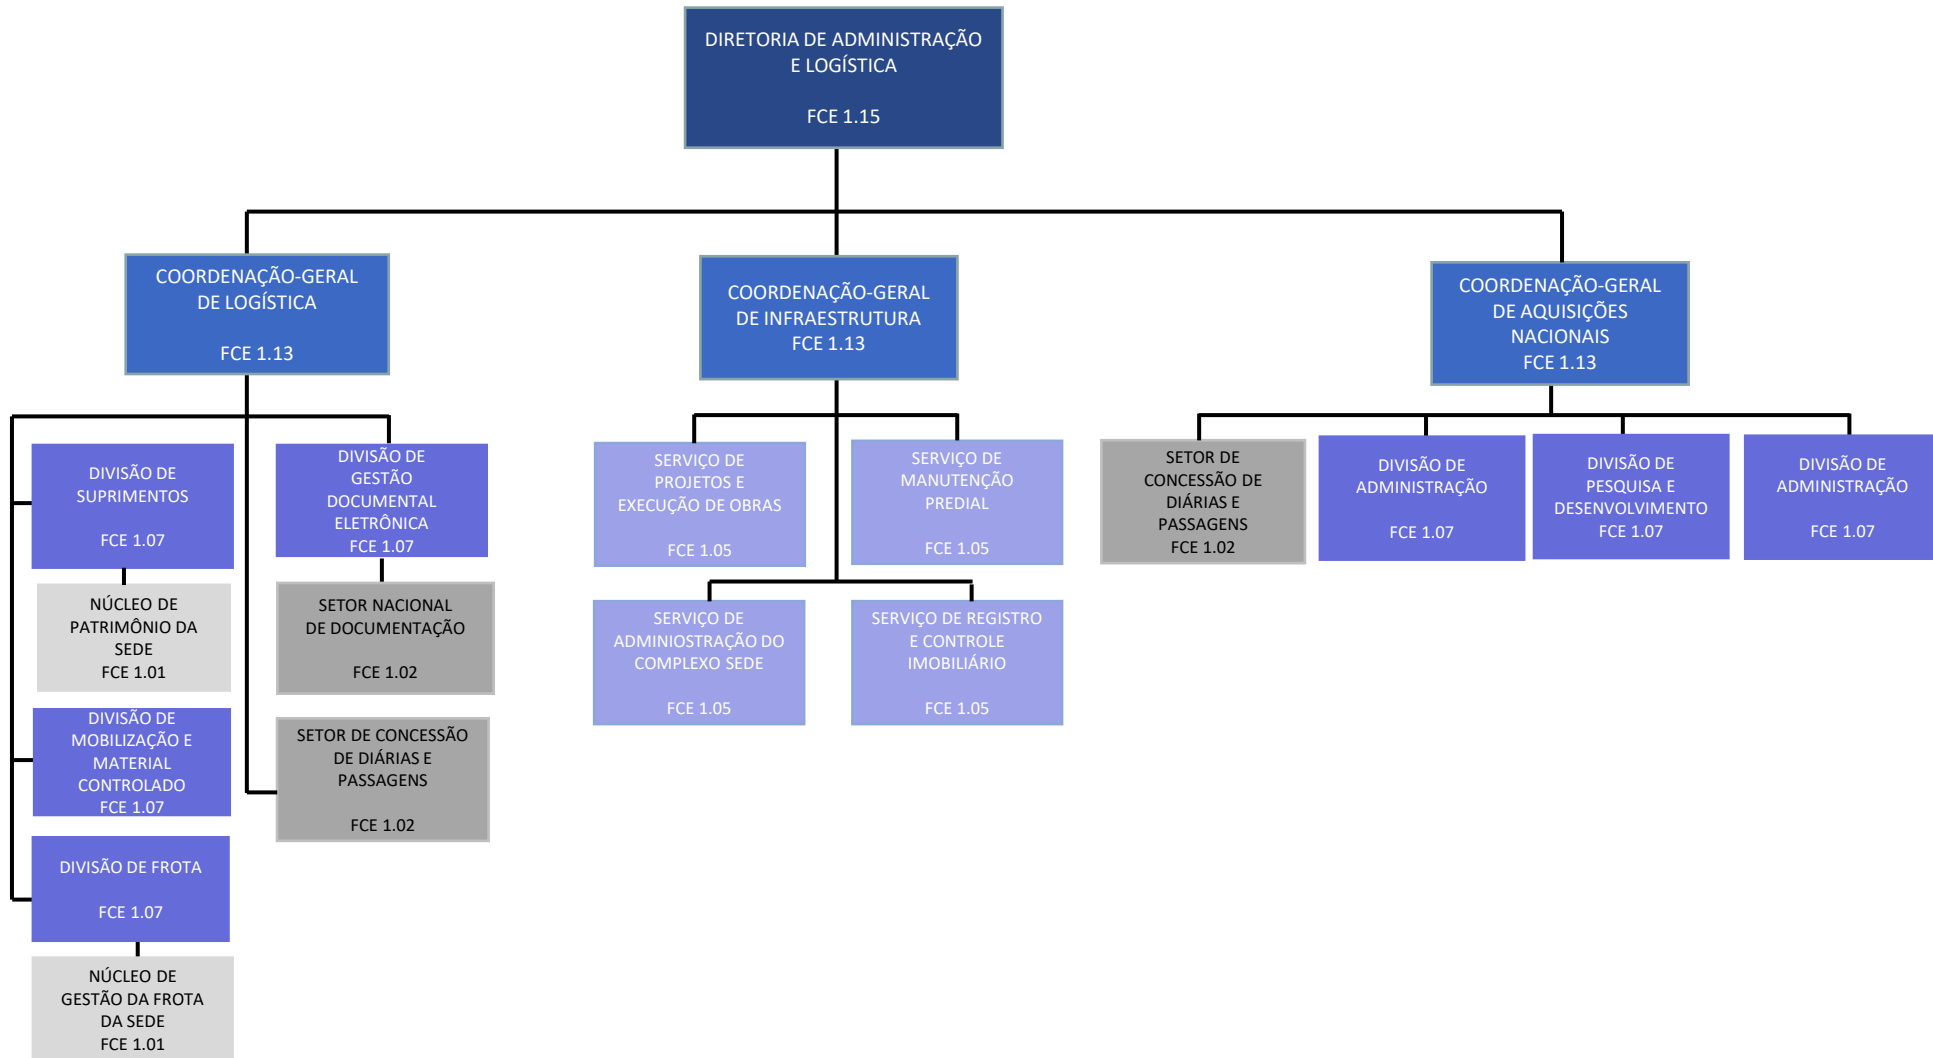 DIRETORIA DE ADMINISTRAÇÃO
E LOGÍSTICA
FCE 1.15
COORDENAÇÃO-GERAL
DE LOGÍSTICA
FCE 1.13
COORDENAÇÃO-GERAL
DE INFRAESTRUTURA
FCE 1.13
COORDENAÇÃO-GERAL
DE AQUISIÇÕES
NACIONAIS
FCE 1.13
DIVISÃO DE
SUPRIMENTOS
FCE 1.07
DIVISÃO DE
GESTÃO
DOCUMENTAL
ELETRÔNICA
FCE 1.07
SERVIÇO DE
PROJETOS E
EXECUÇÃO DE OBRAS
FCE 1.05
SERVIÇO DE
MANUTENÇÃO
PREDIAL
FCE 1.05
SETOR DE
CONCESSÃO DE
DIÁRIAS E
PASSAGENS
FCE 1.02
DIVISÃO DE
ADMINISTRAÇÃO
FCE 1.07
DIVISÃO DE
PESQUISA E
DESENVOLVIMENTO
FCE 1.07
DIVISÃO DE
ADMINISTRAÇÃO
FCE 1.07
NÚCLEO DE
PATRIMÔNIO DA
SEDE
FCE 1.01
SETOR NACIONAL
DE DOCUMENTAÇÃO
FCE 1.02
SERVIÇO DE
ADMINIOSTRAÇÃO DO
COMPLEXO SEDE
FCE 1.05
SERVIÇO DE REGISTRO
E CONTROLE
IMOBILIÁRIO
FCE 1.05
DIVISÃO DE
MOBILIZAÇÃO E
MATERIAL
CONTROLADO
FCE 1.07
SETOR DE CONCESSÃO
DE DIÁRIAS E
PASSAGENS
FCE 1.02
DIVISÃO DE FROTA
FCE 1.07
NÚCLEO DE
GESTÃO DA FROTA
DA SEDE
FCE 1.01